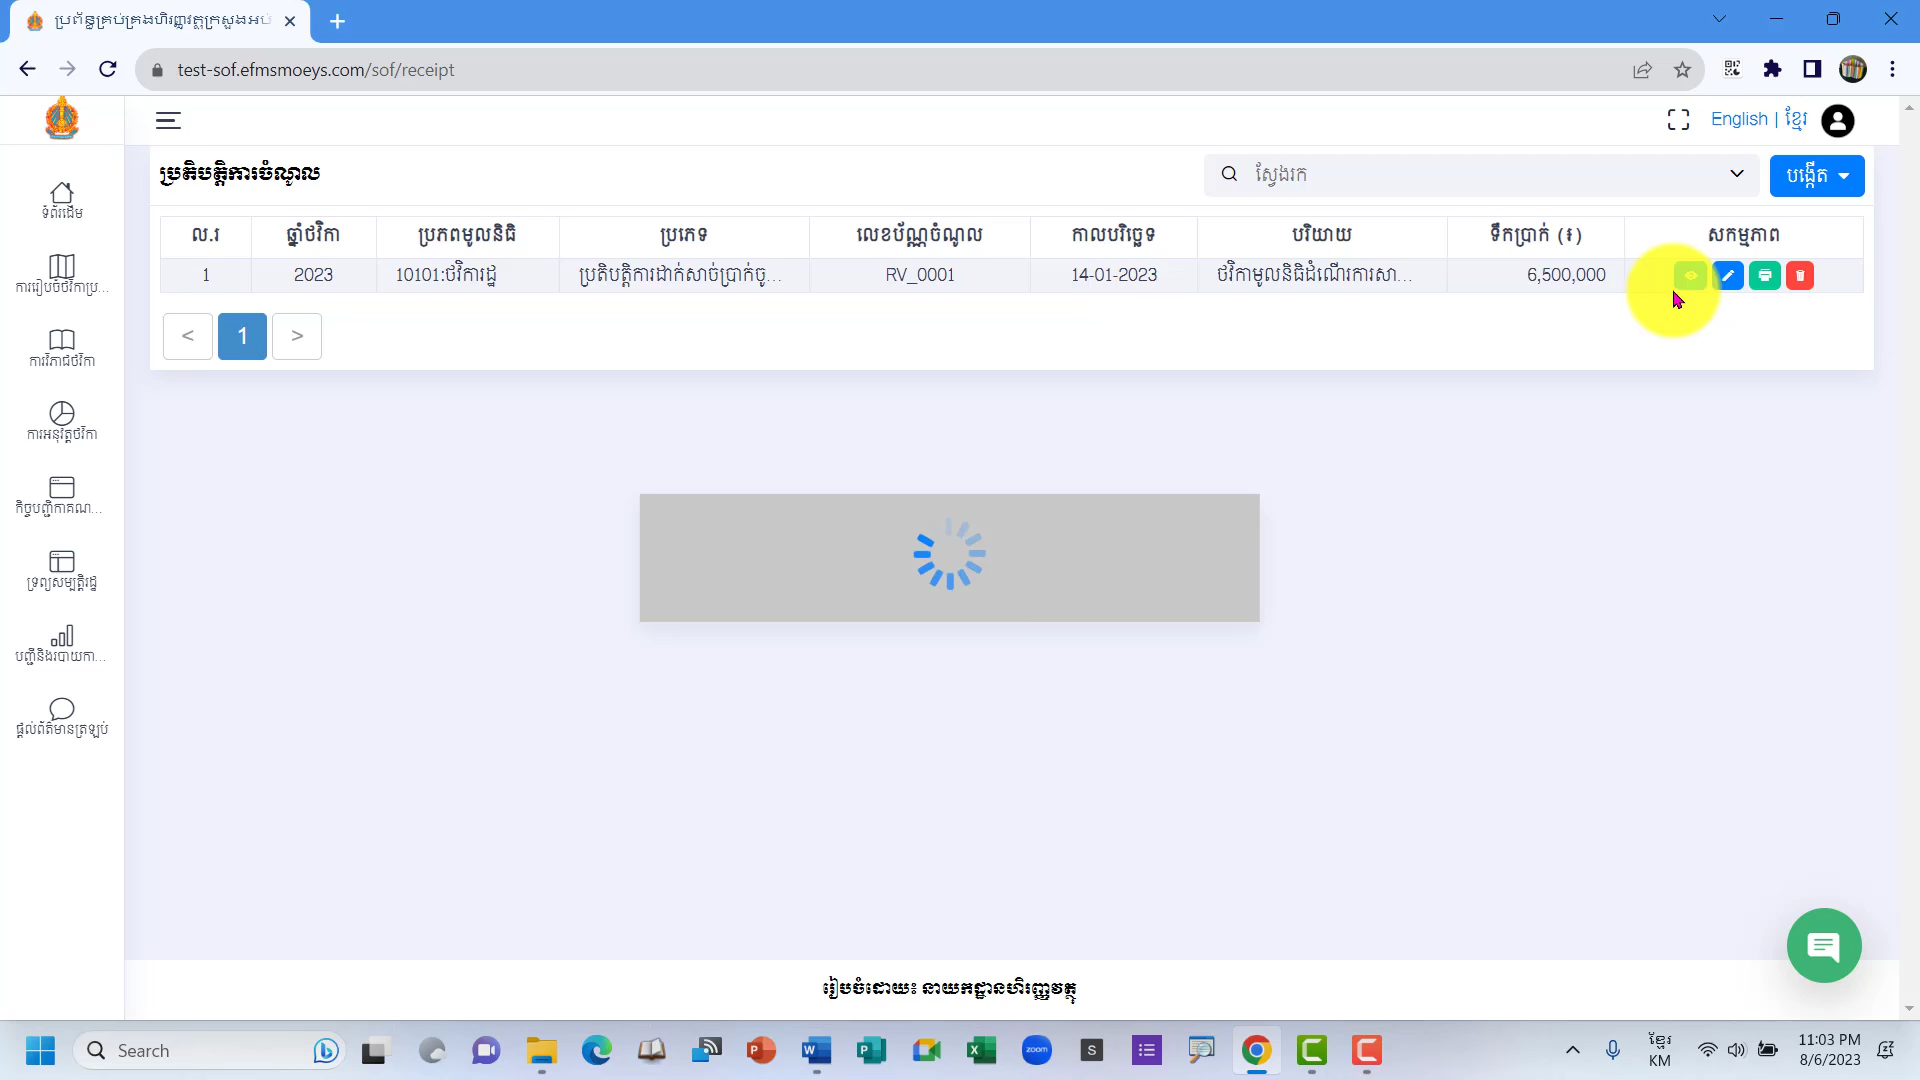 ប្រព័ន្ធគ្រប់គ្រងហិរញ្ញវត្ថុក្រសួងអប់
test-sof.efmsmoeys.com/sof/receipt
English | ខ្មែរ
ប្រតិបត្តិការចំណូល
ស្វែងរក
បង្កើត
ល.រ ឆ្នាំថវិកា ប្រភពមូលនិធិ ប្រភេទ លេខប័ណ្ណចំណូល កាលបរិច្ឆេទ បរិយាយ ទឹកប្រាក់ (៛) សកម្មភាព
1 2023 10101:ថវិការដ្ឋ ប្រតិបត្តិការដាក់សាច់ប្រាក់ចូ... RV_0001 14-01-2023 ថវិកាមូលនិធិដំណើរការសា... 6,500,000
< 1 >
ទំព័រដើម
ការរៀបចំថវិកាប្រ...
ការវិភាជថវិកា
ការអនុវត្តថវិកា
កិច្ចបញ្ជិកាគណ...
ទ្រព្យសម្បត្តិរដ្ឋ
បញ្ជីនិងរបាយកា...
ផ្តល់ព័ត៌មានត្រឡប់
រៀបចំដោយ៖ នាយកដ្ឋានហិរញ្ញវត្ថុ
Search
zoom
S
ខ្មែរ
KM
11:03 PM
8/6/2023